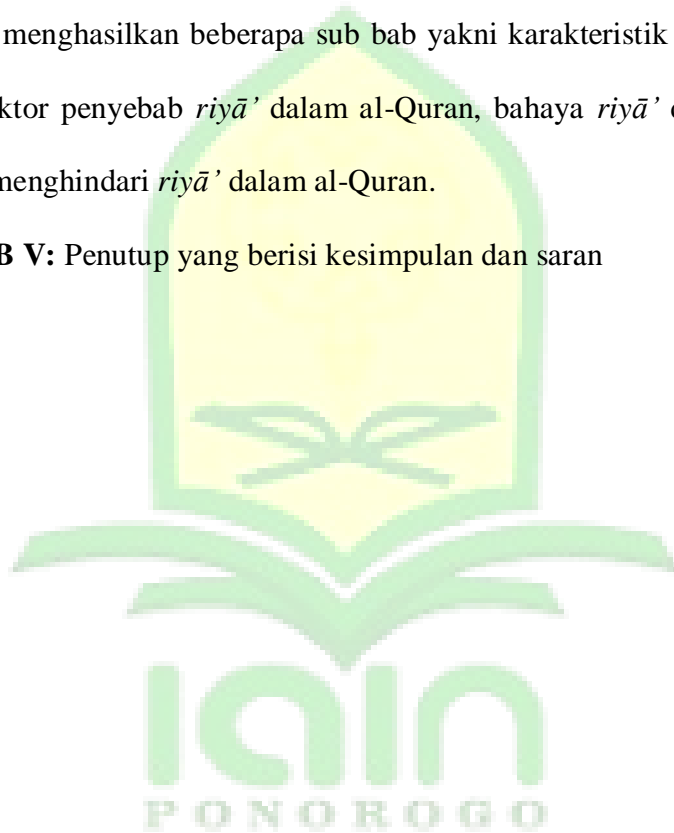 menghasilkan beberapa sub bab yakni karakteristik
ktor penyebab riyā’ dalam al-Quran, bahaya riyā’
menghindari riyā’ dalam al-Quran.
B V: Penutup yang berisi kesimpulan dan saran
iain
PONOROGO